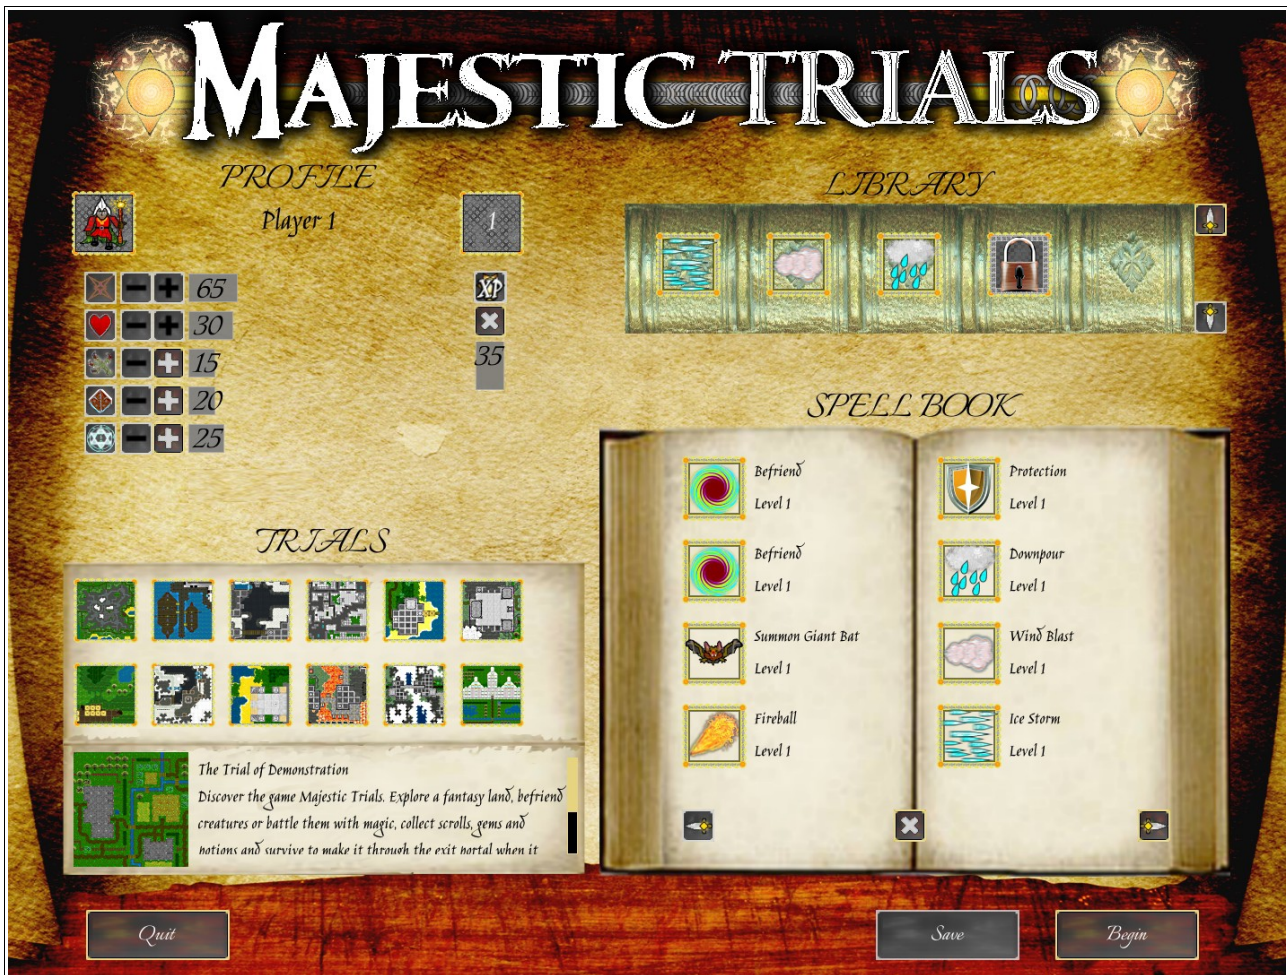 MAJESTIC TRIALS
PROFILE
Player 1
1
65
30
15
20
25
XP
35
LIBRARY
SPELL BOOK
Befriend
Level 1
Befriend
Level 1
Summon Giant Bat
Level 1
Fireball
Level 1
Protection
Level 1
Downpour
Level 1
Wind Blast
Level 1
Ice Storm
Level 1
TRIALS
The Trial of Demonstration
Discover the game Majestic Trials. Explore a fantasy land, befriend
creatures or battle them with magic, collect scrolls, gems and
potions and survive to make it through the exit portal when it
Quit
Save
Begin